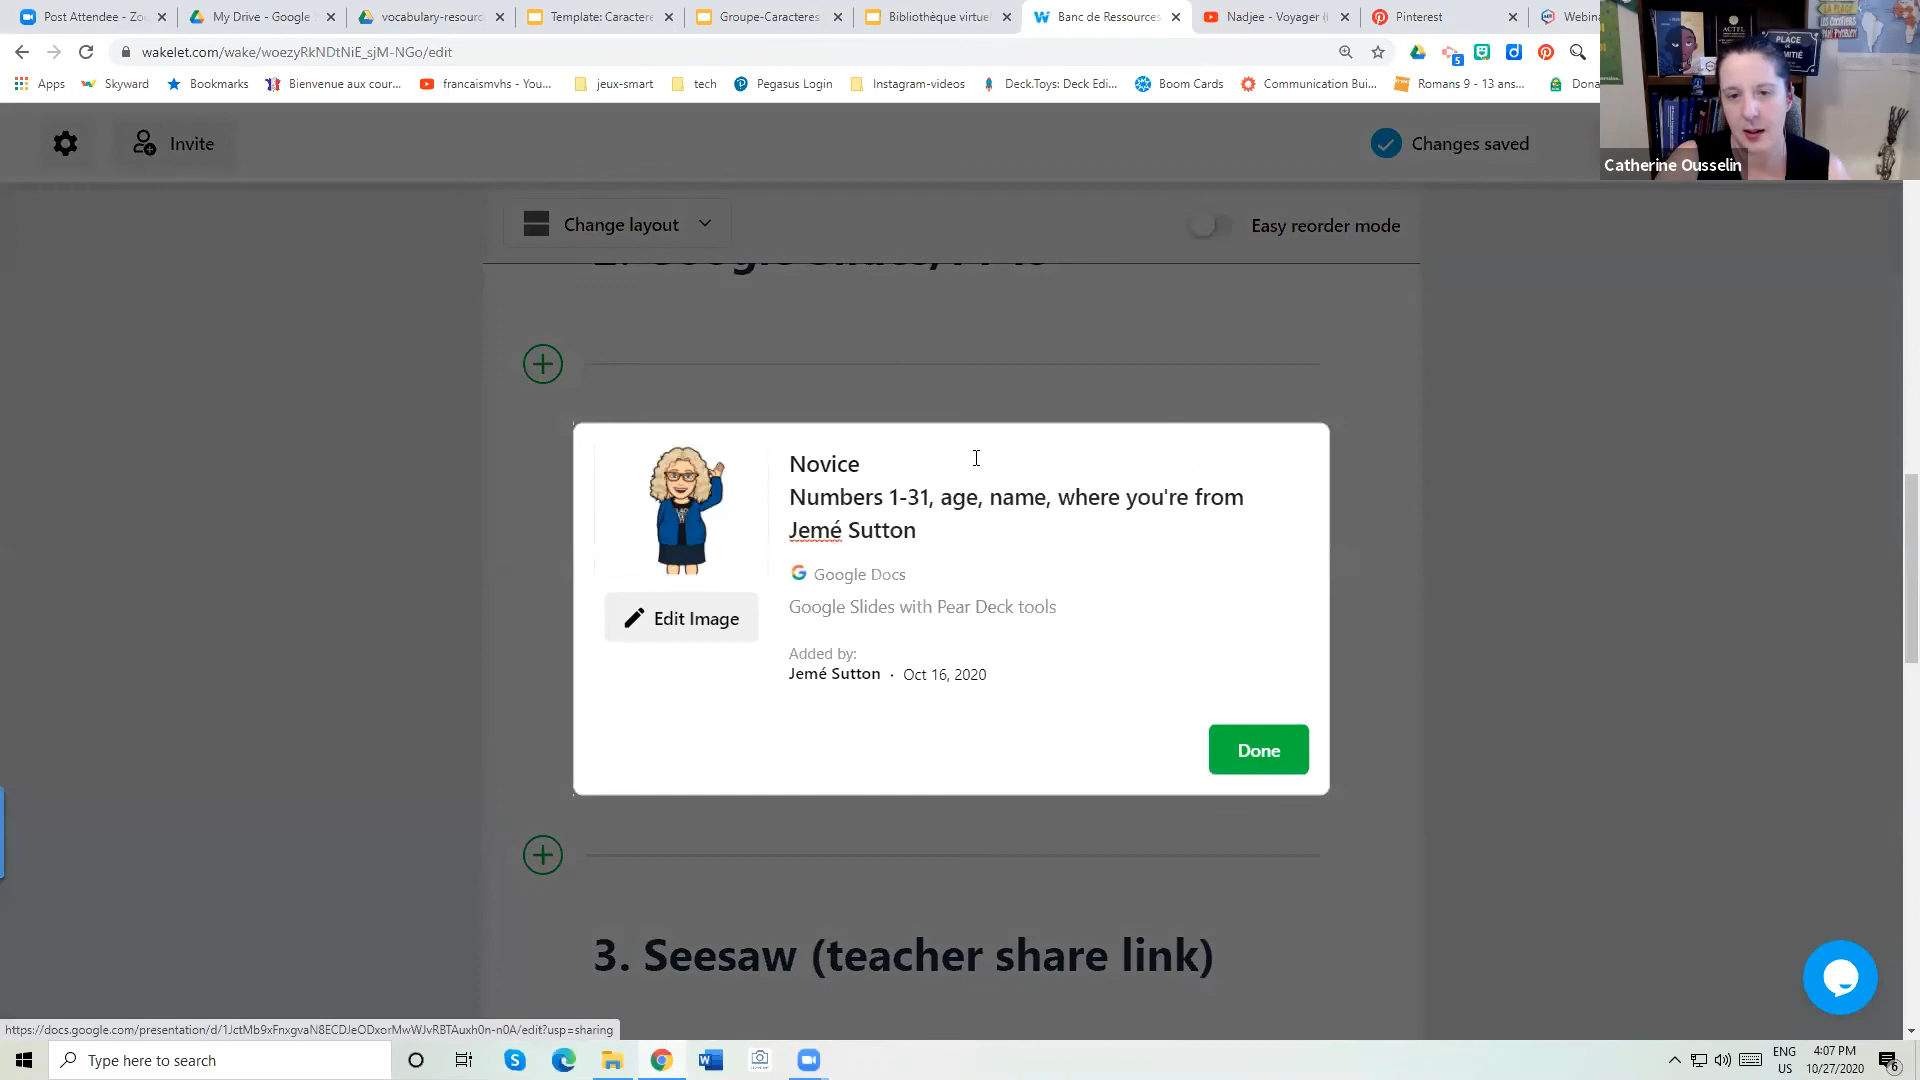 Post Attendee - Zo
My Drive - Google
vocabulary-resourc
Template: Caractere
Groupe-Caracteres
Bibliothèque virtuel
Banc de Ressources
Nadjee - Voyager (
Pinterest
Webin
wakelet.com/wake/woezyRkNDtNiE_sjM-NGo/edit
5
Apps
Skyward
Bookmarks
Bienvenue aux cour...
francaismvhs - You...
jeux-smart
tech
Pegasus Login
Instagram-videos
Deck.Toys: Deck Edi...
Boom Cards
Communication Bui...
Romans 9 - 13 ans...
Dona
ACTFL
PLACE
Catherine Ousselin
Invite
Changes saved
Change layout
Easy reorder mode
Novice
Numbers 1-31, age, name, where you're from
Jemé Sutton
Google Docs
Google Slides with Pear Deck tools
Edit Image
Added by:
Jemé Sutton · Oct 16, 2020
Done
3. Seesaw (teacher share link)
https://docs.google.com/presentation/d/1JctMb9xFnxgvaN8ECDJeODxorMwWJvRBTAuxh0n-n0A/edit?usp=sharing
Type here to search
ENG
US
4:07 PM
10/27/2020
6